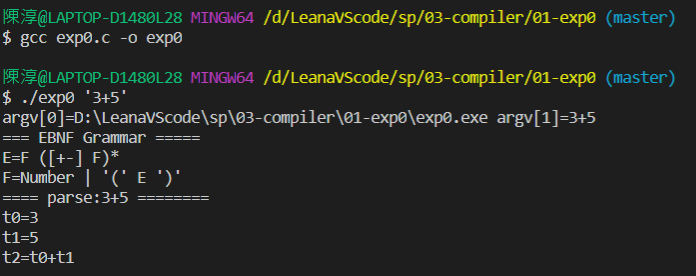 陳淳@LAPTOP-D1480L28 MINGW64 /d/LeanaVScode/sp/03-compiler/01-exp0 (master)
$ gcc exp0.c -o exp0
陳淳@LAPTOP-D1480L28 MINGW64 /d/LeanaVScode/sp/03-compiler/01-exp0 (master)
$ ./exp0 '3+5'
argv[0]=D:\LeanaVScode\sp\03-compiler\01-exp0\exp0.exe argv[1]=3+5
=== EBNF Grammar =====
E=F ([+-] F)*
F=Number | '(' E ')'
==== parse:3+5 ========
t0=3
t1=5
t2=t0+t1